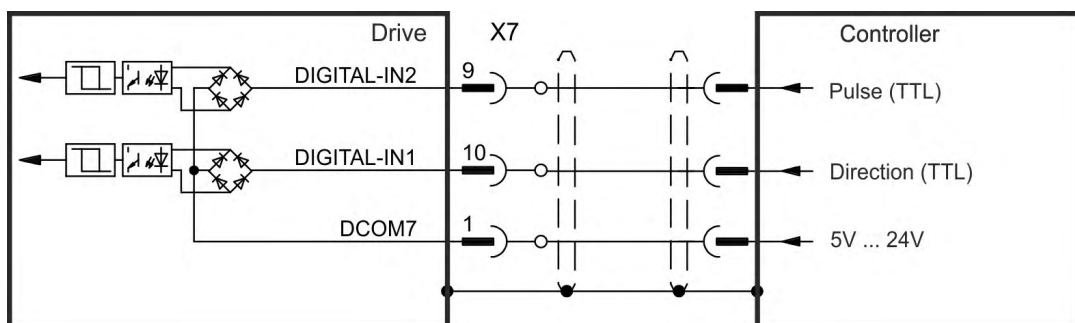 Drive X7 Controller
DIGITAL-IN2 9 Pulse (TTL)
DIGITAL-IN1 10 Direction (TTL)
DCOM7 1 5V ... 24V